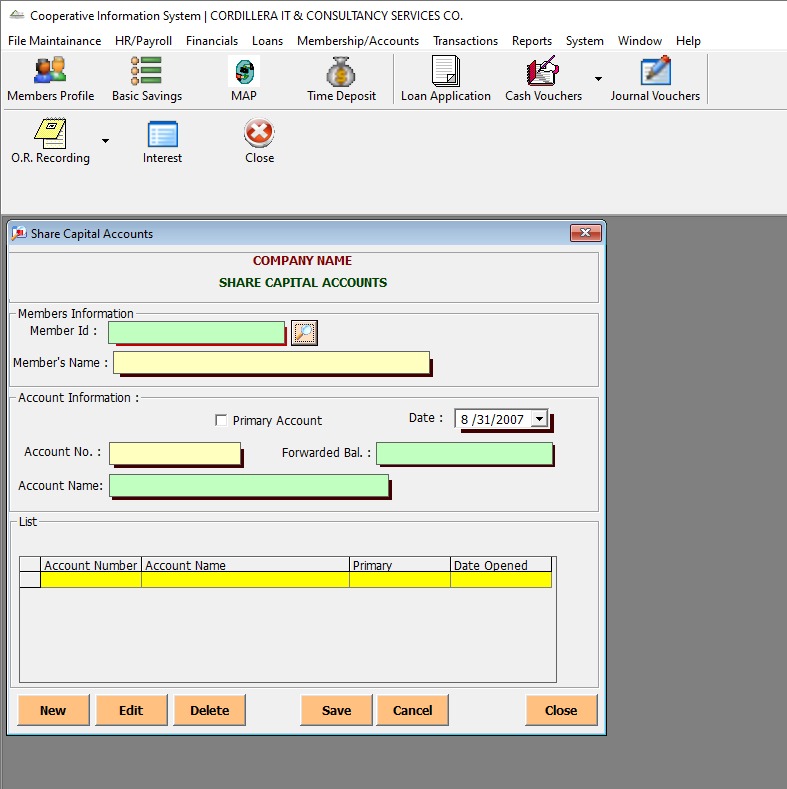 Cooperative Information System | CORDILLERA IT & CONSULTANCY SERVICES CO.
File Maintainance HR/Payroll Financials Loans Membership/Accounts Transactions Reports System Window Help
Members Profile Basic Savings MAP Time Deposit Loan Application Cash Vouchers Journal Vouchers
O.R. Recording Interest Close
Share Capital Accounts
COMPANY NAME
SHARE CAPITAL ACCOUNTS
Members Information
Member Id :
Member's Name :
Account Information :
Primary Account Date : 8 /31/2007
Account No. : Forwarded Bal. :
Account Name:
List
Account Number Account Name Primary Date Opened
New Edit Delete Save Cancel Close